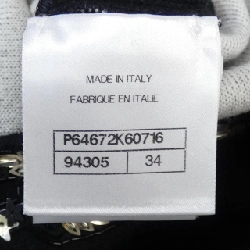 MADE IN ITALY
FABRIQUE EN ITALIE
P64672K60716
94305 34